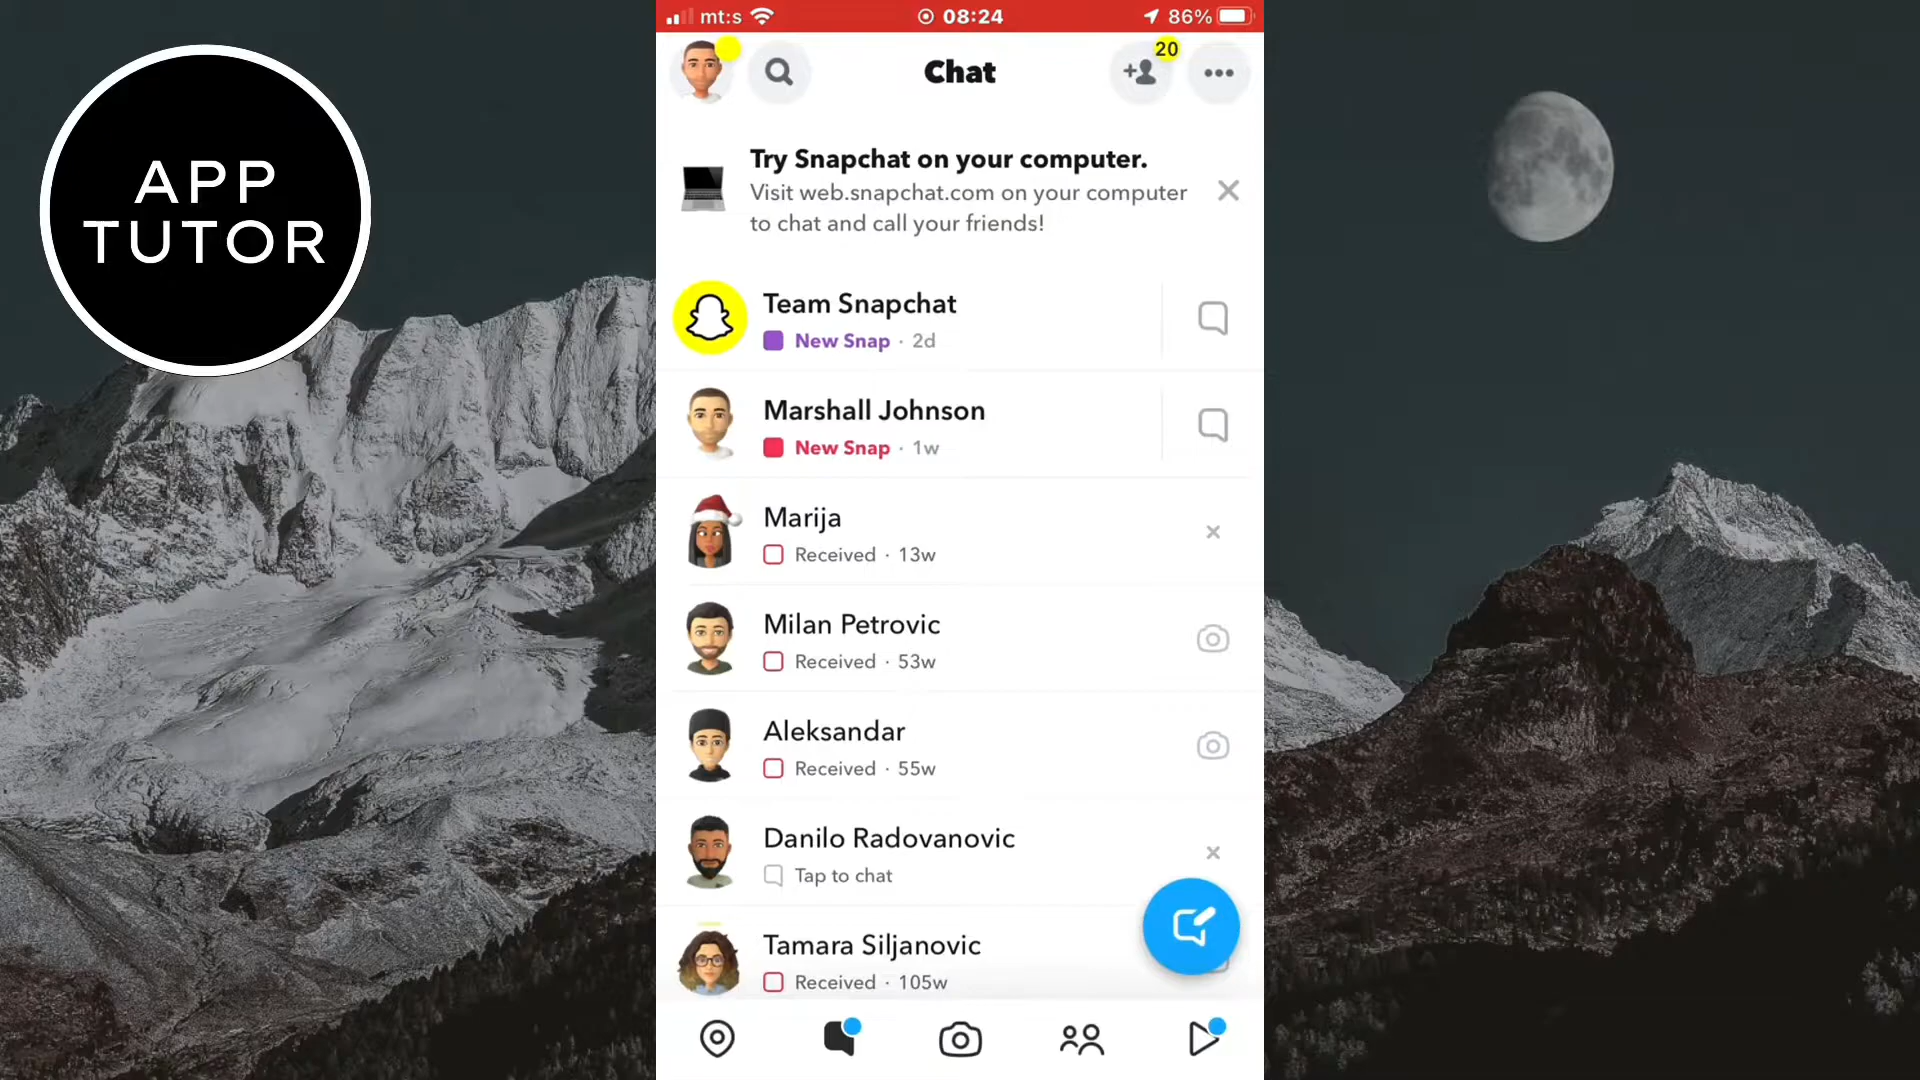 APP
TUTOR
mt:s 08:24 86%
20
Chat
Try Snapchat on your computer.
Visit web.snapchat.com on your computer
to chat and call your friends!
Team Snapchat
New Snap · 2d
Marshall Johnson
New Snap · 1w
Marija
Received · 13w
Milan Petrovic
Received · 53w
Aleksandar
Received · 55w
Danilo Radovanovic
Tap to chat
Tamara Siljanovic
Received · 105w